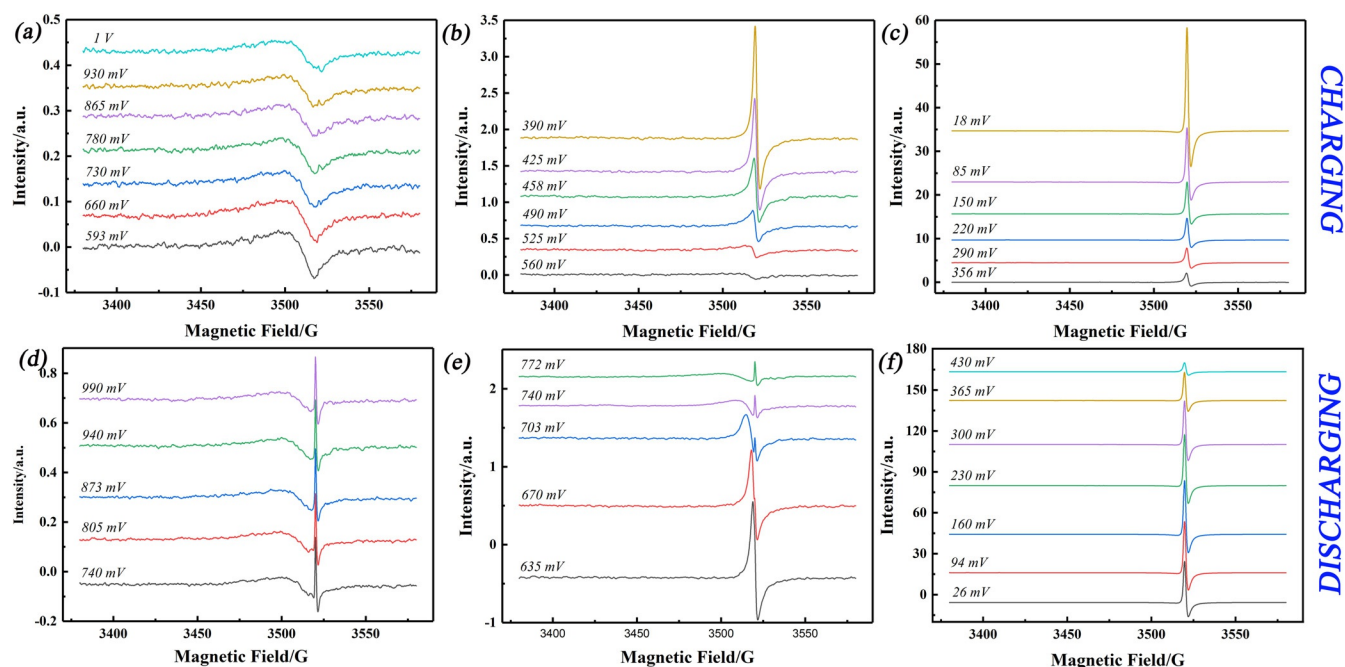 (a)
Intensity/a.u.
0.5
0.4
0.3
0.2
0.1
0.0
-0.1
1 V
930 mV
865 mV
780 mV
730 mV
660 mV
593 mV
3400
3450
3500
3550
Magnetic Field/G
(b)
Intensity/a.u.
3.5
3.0
2.5
2.0
1.5
1.0
0.5
0.0
390 mV
425 mV
458 mV
490 mV
525 mV
560 mV
3400
3450
3500
3550
Magnetic Field/G
(c)
Intensity/a.u.
60
50
40
30
20
10
0
18 mV
85 mV
150 mV
220 mV
290 mV
356 mV
3400
3450
3500
3550
Magnetic Field/G
CHARGING
(d)
Intensity/a.u.
0.8
0.6
0.4
0.2
0.0
-0.2
990 mV
940 mV
873 mV
805 mV
740 mV
3400
3450
3500
3550
Magnetic Field/G
(e)
Intensity/a.u.
2
1
0
-1
772 mV
740 mV
703 mV
670 mV
635 mV
3400
3450
3500
3550
Magnetic Field/G
(f)
Intensity/a.u.
180
150
120
90
60
30
0
430 mV
365 mV
300 mV
230 mV
160 mV
94 mV
26 mV
3400
3450
3500
3550
Magnetic Field/G
DISCHARGING